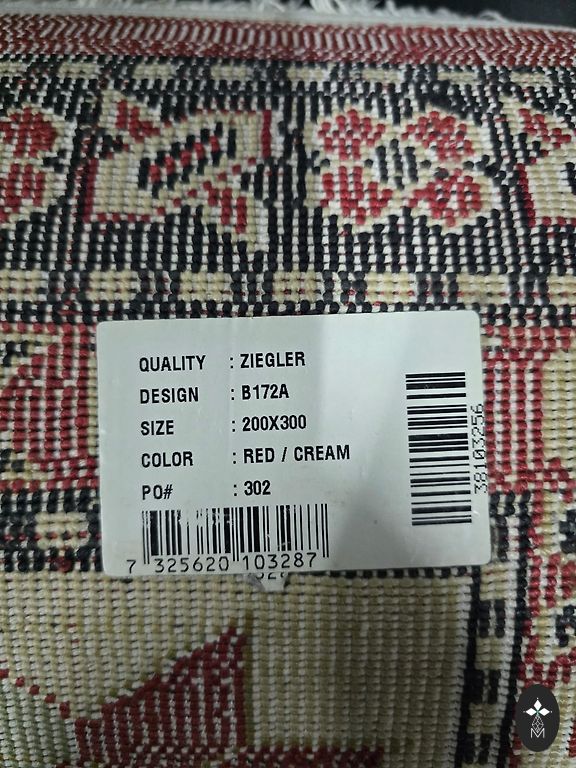 QUALITY : ZIEGLER
DESIGN : B172A
SIZE : 200X300
COLOR : RED / CREAM
PO# : 302
7 325620 103287
38103256
M